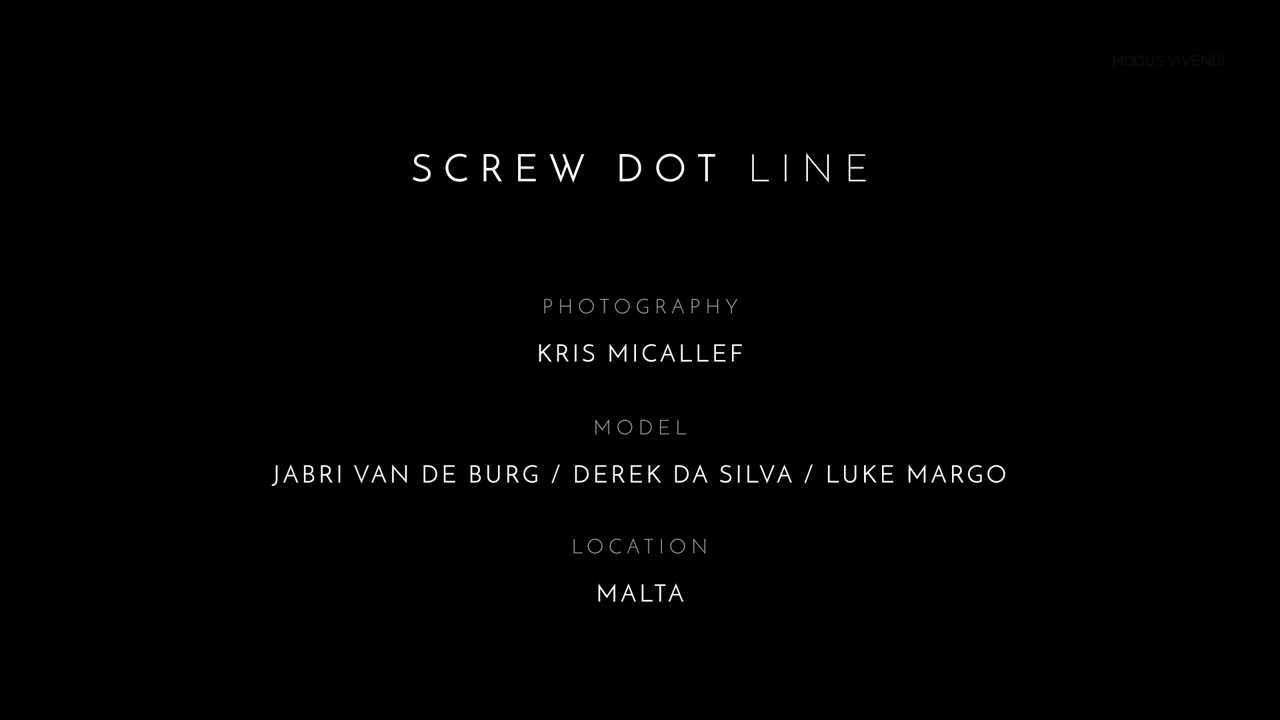 MODUS VIVENDI
SCREW DOT LINE
PHOTOGRAPHY
KRIS MICALLEF
MODEL
JABRI VAN DE BURG / DEREK DA SILVA / LUKE MARGO
LOCATION
MALTA